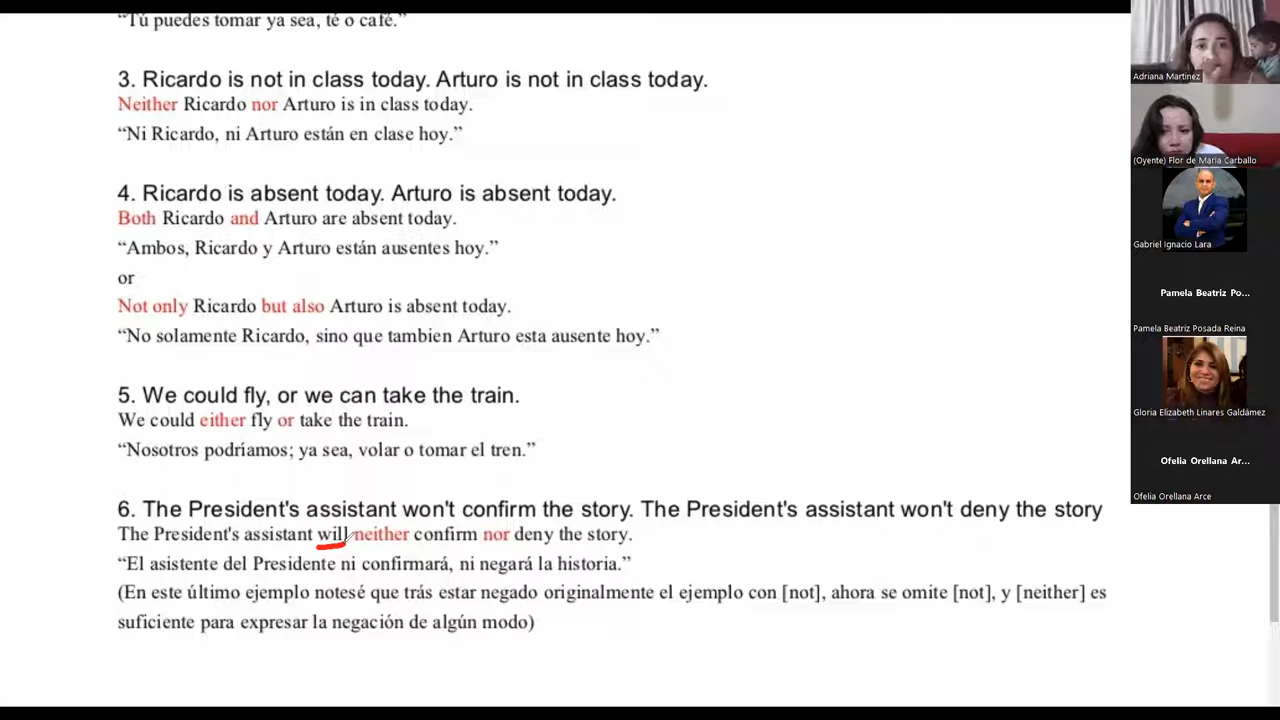 “Tú puedes tomar ya sea, té o café.”
3. Ricardo is not in class today. Arturo is not in class today.
Neither Ricardo nor Arturo is in class today.
“Ni Ricardo, ni Arturo están en clase hoy.”
4. Ricardo is absent today. Arturo is absent today.
Both Ricardo and Arturo are absent today.
“Ambos, Ricardo y Arturo están ausentes hoy.”
or
Not only Ricardo but also Arturo is absent today.
“No solamente Ricardo, sino que tambien Arturo esta ausente hoy.”
5. We could fly, or we can take the train.
We could either fly or take the train.
“Nosotros podríamos; ya sea, volar o tomar el tren.”
6. The President's assistant won't confirm the story. The President's assistant won't deny the story
The President's assistant will neither confirm nor deny the story.
“El asistente del Presidente ni confirmará, ni negará la historia.”
(En este último ejemplo notesé que trás estar negado originalmente el ejemplo con [not], ahora se omite [not], y [neither] es
suficiente para expresar la negación de algún modo)
Adriana Martinez
(Oyente) Flor de Maria Carballo
Gabriel Ignacio Lara
Pamela Beatriz Po...
Pamela Beatriz Posada Reina
Gloria Elizabeth Linares Galdámez
Ofelia Orellana Ar...
Ofelia Orellana Arce